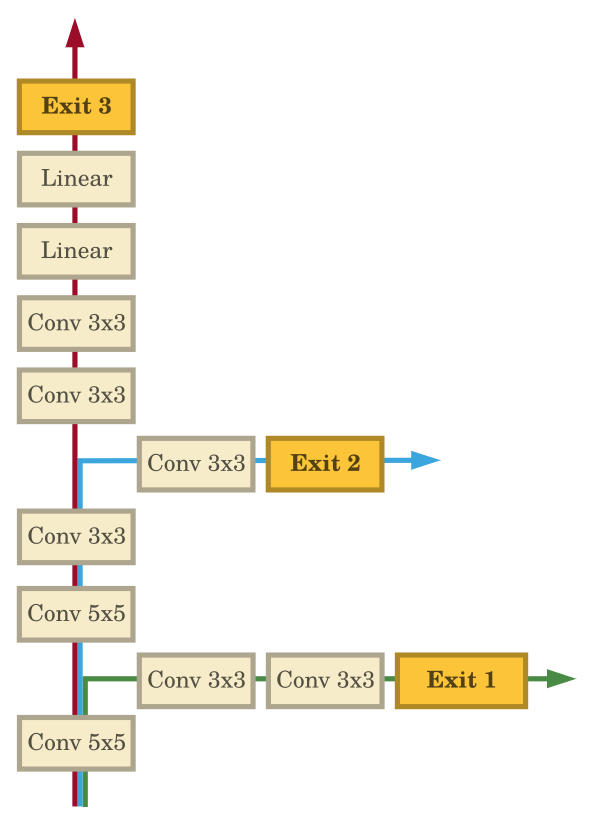 Exit 3
Linear
Linear
Conv 3x3
Conv 3x3
Conv 3x3
Exit 2
Conv 3x3
Conv 5x5
Conv 3x3
Conv 3x3
Exit 1
Conv 5x5